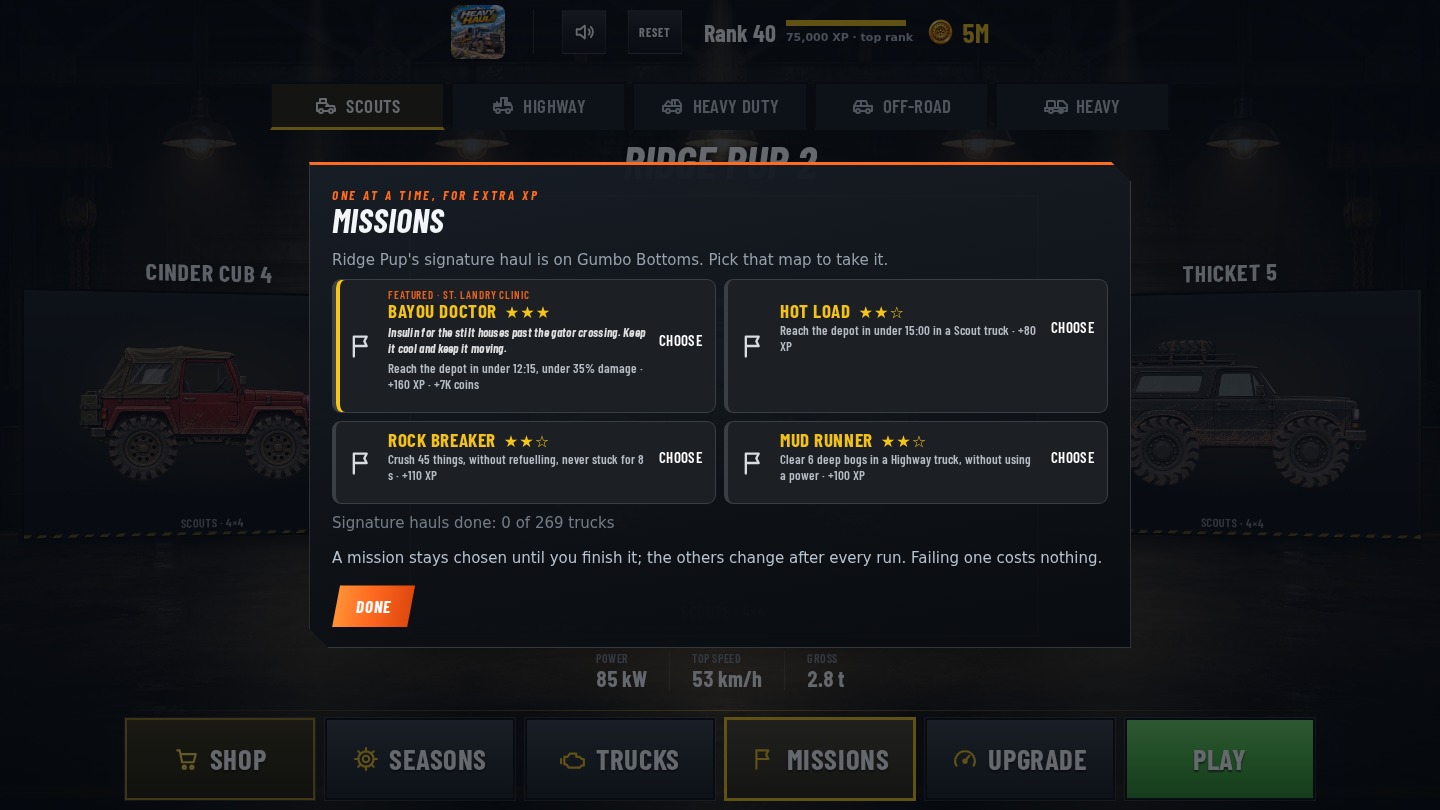 HEAVY HAUL
RESET
Rank 40
75,000 XP · top rank
5M
SCOUTS
HIGHWAY
HEAVY DUTY
OFF-ROAD
HEAVY
RIDGE PUP 2
ONE AT A TIME, FOR EXTRA XP
MISSIONS
Ridge Pup's signature haul is on Gumbo Bottoms. Pick that map to take it.
FEATURED · ST. LANDRY CLINIC
BAYOU DOCTOR ★★★
Insulin for the stilt houses past the gator crossing. Keep
it cool and keep it moving.
Reach the depot in under 12:15, under 35% damage ·
+160 XP · +7K coins
CHOOSE
HOT LOAD ★★☆
Reach the depot in under 15:00 in a Scout truck · +80
XP
CHOOSE
ROCK BREAKER ★★☆
Crush 45 things, without refuelling, never stuck for 8
s · +110 XP
CHOOSE
MUD RUNNER ★★☆
Clear 6 deep bogs in a Highway truck, without using
a power · +100 XP
CHOOSE
Signature hauls done: 0 of 269 trucks
A mission stays chosen until you finish it; the others change after every run. Failing one costs nothing.
DONE
CINDER CUB 4
SCOUTS · 4×4
THICKET 5
SCOUTS · 4×4
POWER
85 kW
TOP SPEED
53 km/h
GROSS
2.8 t
SHOP
SEASONS
TRUCKS
MISSIONS
UPGRADE
PLAY